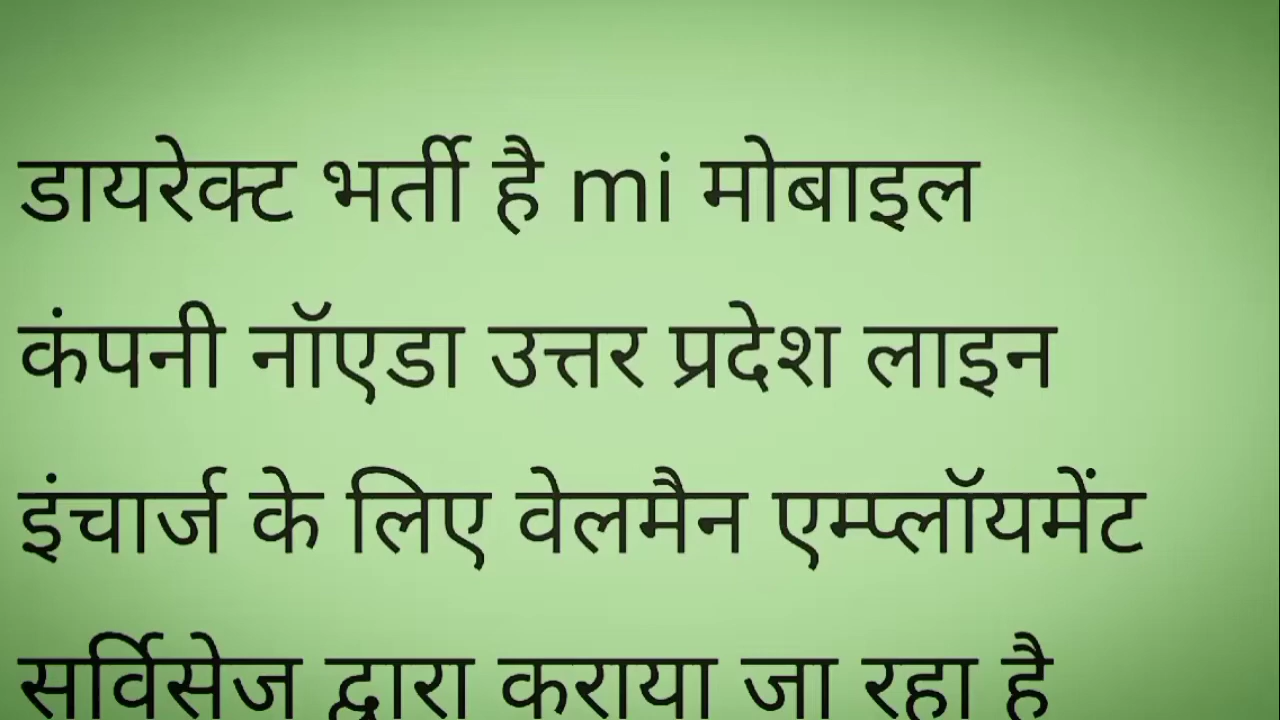 डायरेक्ट भर्ती है mi मोबाइल
कंपनी नॉएडा उत्तर प्रदेश लाइन
इंचार्ज के लिए वेलमैन एम्प्लॉयमेंट
सर्विसेज द्वारा कराया जा रहा है